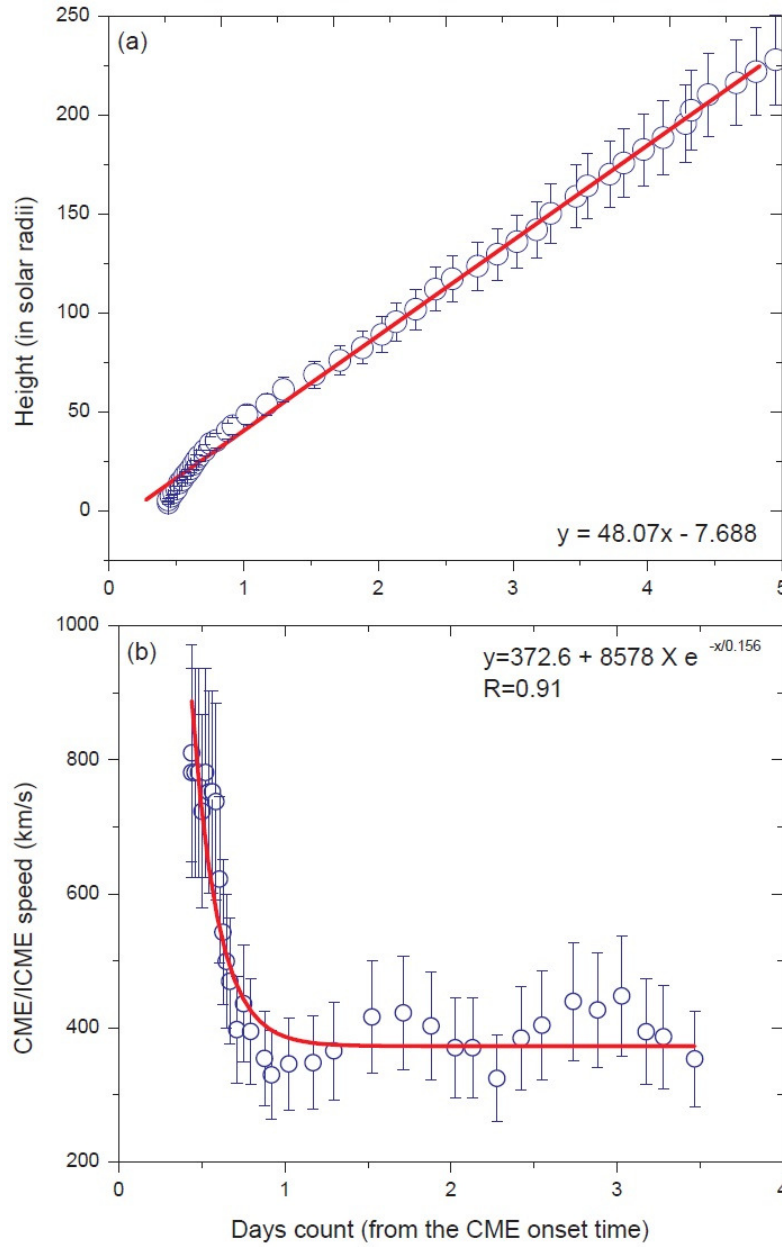 250
(a)
200
150
100
50
0
Height (in solar radii)
y = 48.07x - 7.688
0 1 2 3 4 5
1000
(b)
y=372.6 + 8578 X e -x/0.156
R=0.91
800
600
400
200
CME/ICME speed (km/s)
0 1 2 3 4
Days count (from the CME onset time)